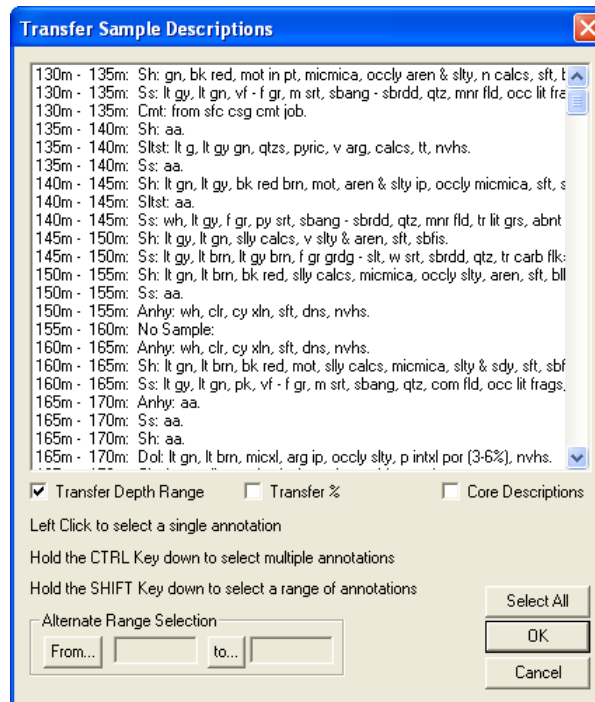 Transfer Sample Descriptions
130m - 135m: Sh: gn, bk red, mot in pt, micmica, occly aren & slty, n calcs, sft,
130m - 135m: Ss: lt gy, lt gn, vf - f gr, m srt, sbang - sbrdd, qtz, mnr fld, occ lit fra
130m - 135m: Cmt: from sfc csg cmt job.
135m - 140m: Sh: aa.
135m - 140m: Sltst: lt g, lt gy gn, qtzs, pyric, v arg, calcs, tt, nvhs.
135m - 140m: Ss: aa.
140m - 145m: Sh: lt gn, lt gy, bk red brn, mot, aren & slty ip, occly micmica, sft, s
140m - 145m: Sltst: aa.
140m - 145m: Ss: wh, lt gy, f gr, py srt, sbang - sbrdd, qtz, mnr fld, tr lit grs, abnt
145m - 150m: Sh: lt gy, lt gn, slly calcs, v slty & aren, sft, sbfis.
145m - 150m: Ss: lt gy, lt brn, lt gy brn, f gr grdg - slt, w srt, sbrdd, qtz, tr carb flk
150m - 155m: Sh: lt gn, lt brn, bk red, slly calcs, micmica, occly slty, aren, sft, bl
150m - 155m: Ss: aa.
150m - 155m: Anhy: wh, clr, cy xln, sft, dns, nvhs.
155m - 160m: No Sample:
160m - 165m: Anhy: wh, clr, cy xln, sft, dns, nvhs.
160m - 165m: Sh: lt gn, lt brn, bk red, mot, slly calcs, micmica, slty & sdy, sft, sbf
160m - 165m: Ss: lt gy, lt gn, pk, vf - f gr, m srt, sbang, qtz, com fld, occ lit frags,
165m - 170m: Anhy: aa.
165m - 170m: Ss: aa.
165m - 170m: Sh: aa.
165m - 170m: Dol: lt gn, lt brn, micxl, arg ip, occly slty, p intxl por (3-6%), nvhs.
Transfer Depth Range Transfer % Core Descriptions
Left Click to select a single annotation
Hold the CTRL Key down to select multiple annotations
Hold the SHIFT Key down to select a range of annotations
Select All
Alternate Range Selection
OK
From... to...
Cancel